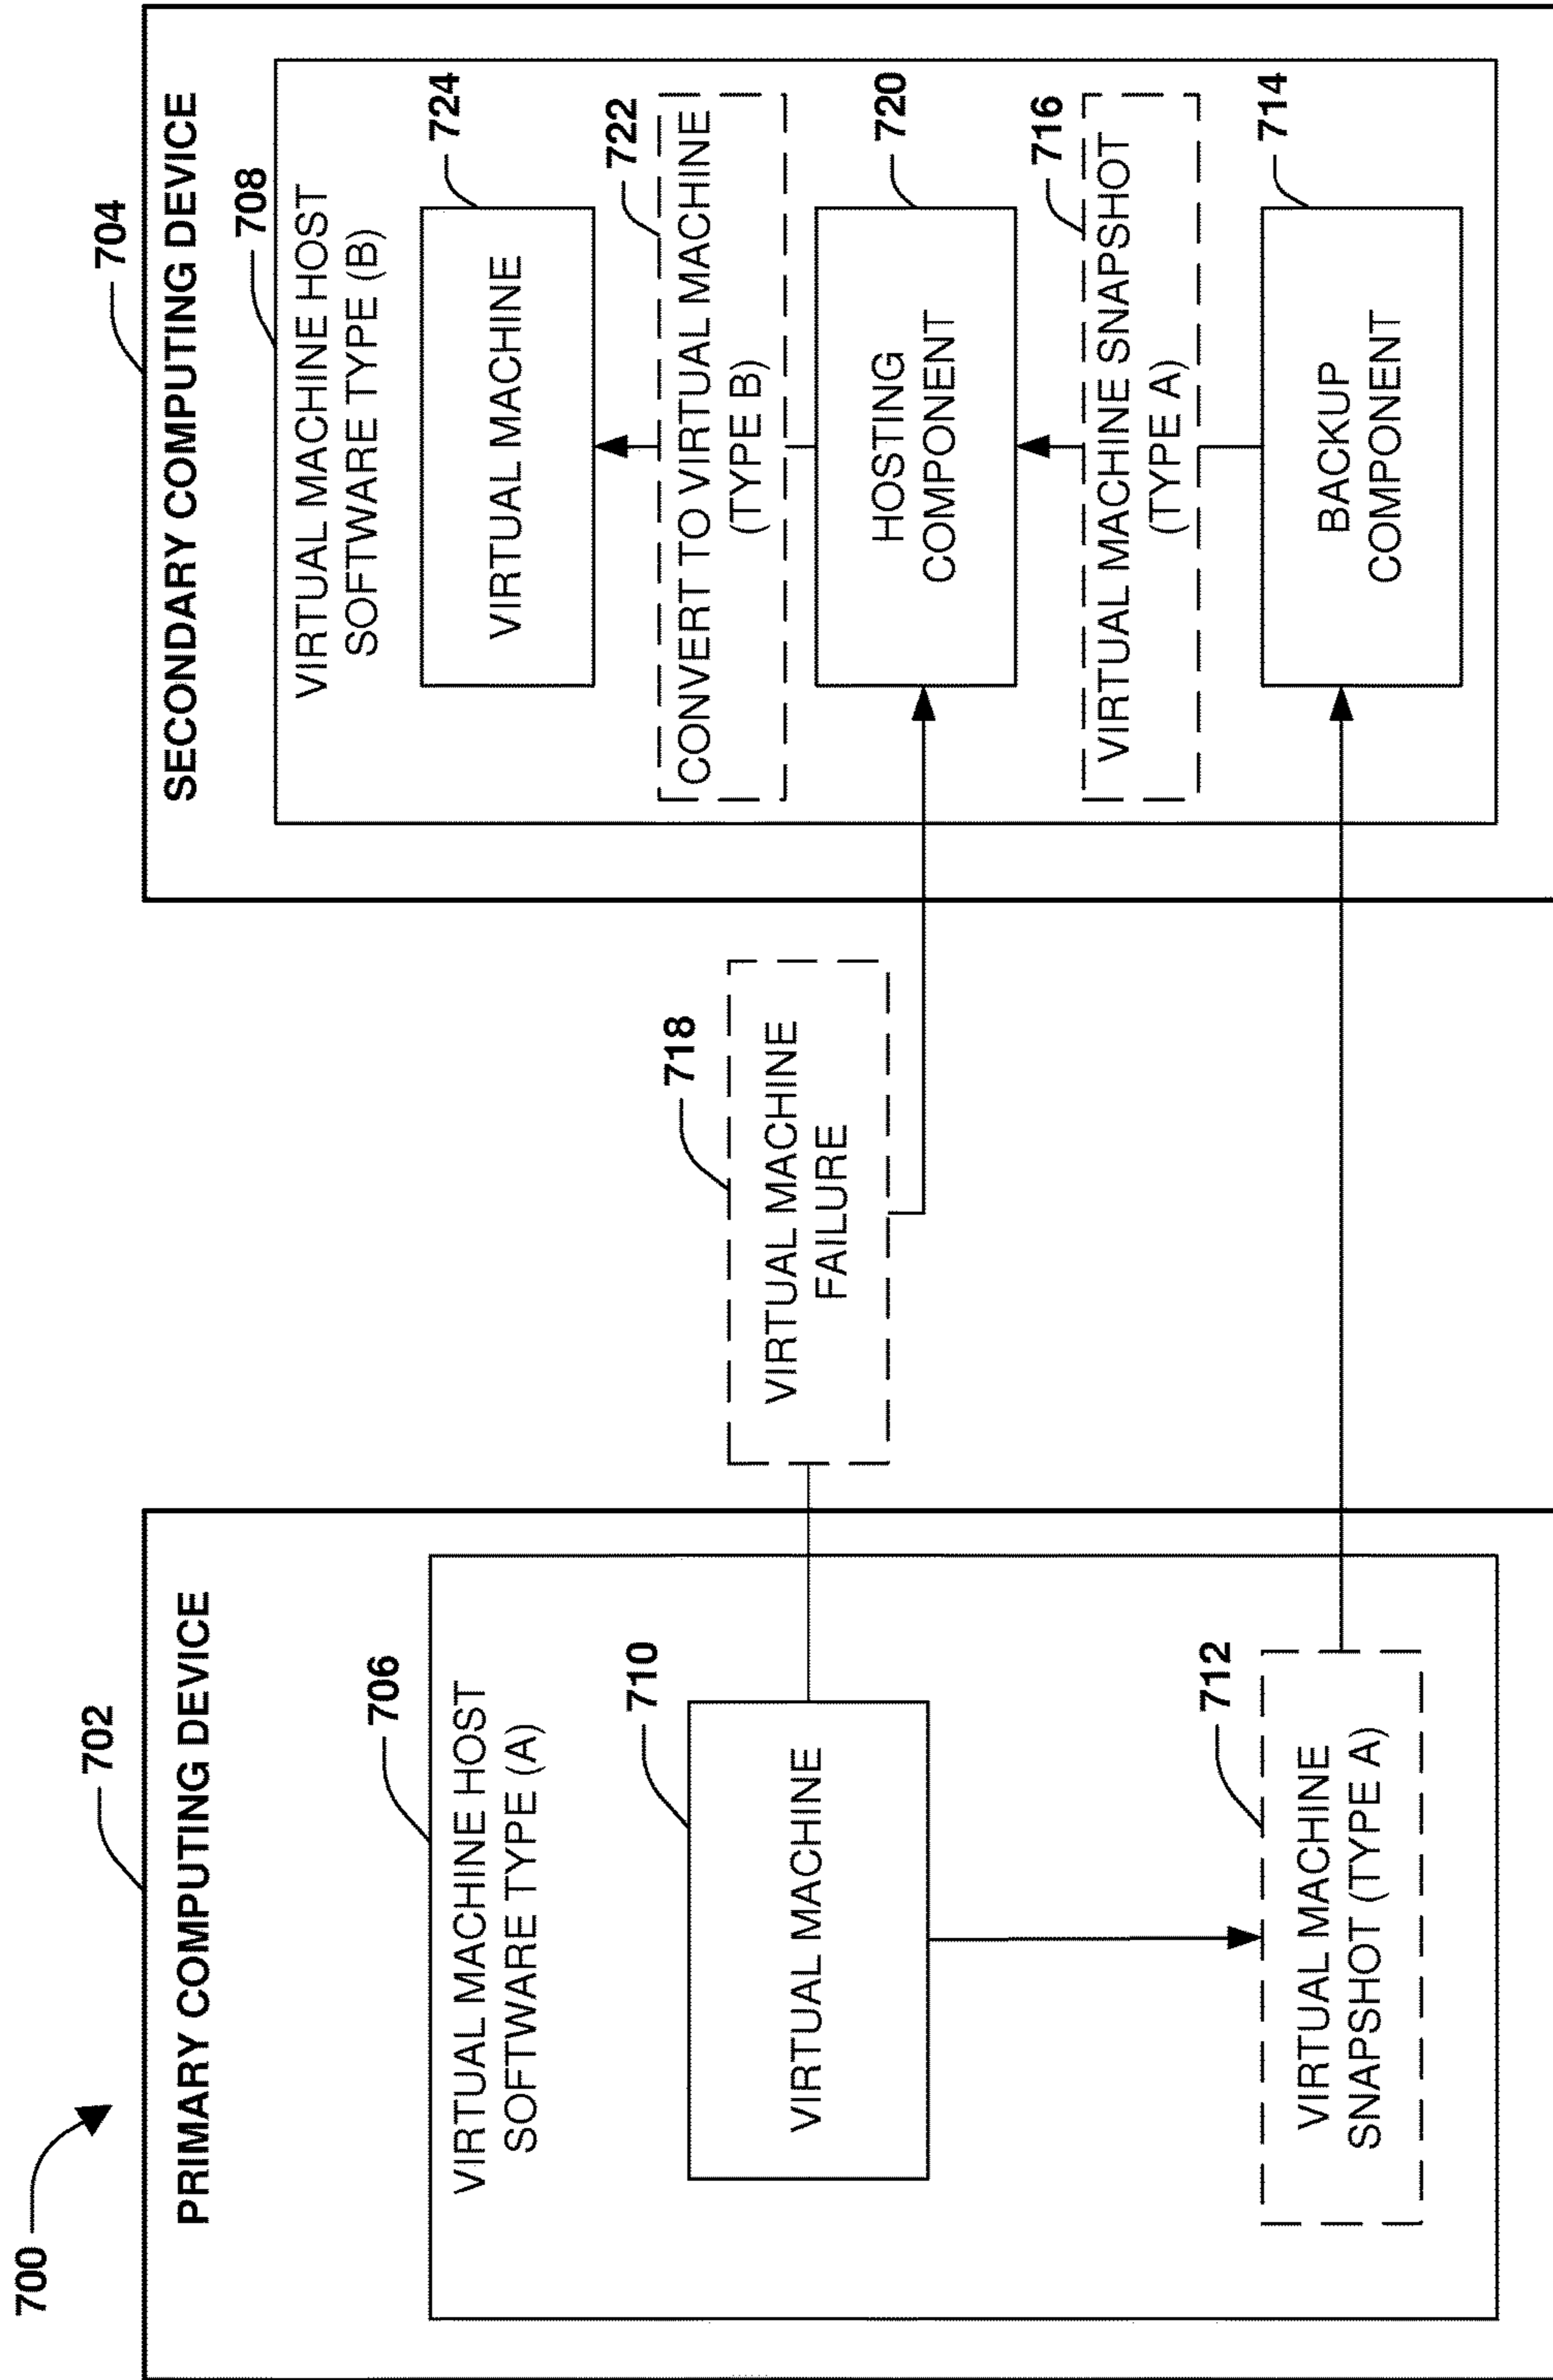 700
702
PRIMARY COMPUTING DEVICE
706
VIRTUAL MACHINE HOST
SOFTWARE TYPE (A)
710
VIRTUAL MACHINE
712
VIRTUAL MACHINE
SNAPSHOT (TYPE A)
718
VIRTUAL MACHINE
FAILURE
704
SECONDARY COMPUTING DEVICE
708
VIRTUAL MACHINE HOST
SOFTWARE TYPE (B)
724
VIRTUAL MACHINE
722
CONVERT TO VIRTUAL MACHINE
(TYPE B)
720
HOSTING
COMPONENT
716
VIRTUAL MACHINE SNAPSHOT
(TYPE A)
714
BACKUP
COMPONENT